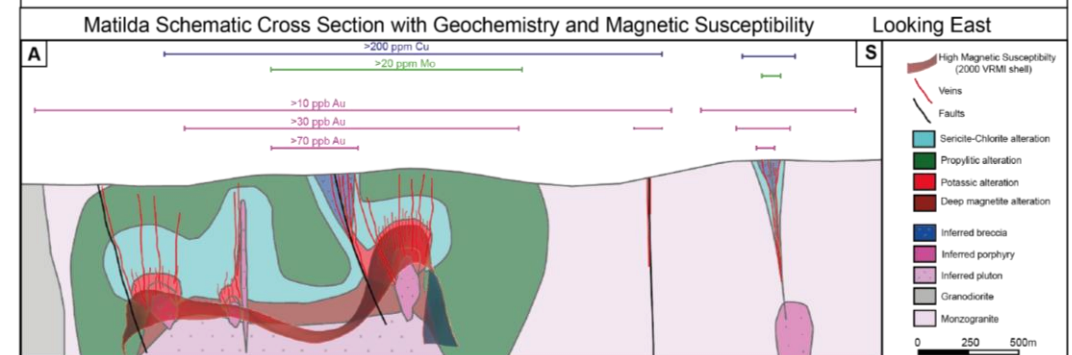 Matilda Schematic Cross Section with Geochemistry and Magnetic Susceptibility Looking East
A
S
>200 ppm Cu
>20 ppm Mo
>10 ppb Au
>30 ppb Au
>70 ppb Au
High Magnetic Susceptibilty
(2000 VRMI shell)
Veins
Faults
Sericite-Chlorite alteration
Propylitic alteration
Potassic alteration
Deep magnetite alteration
Inferred breccia
Inferred porphyry
Inferred pluton
Granodiorite
Monzogranite
0 250 500m